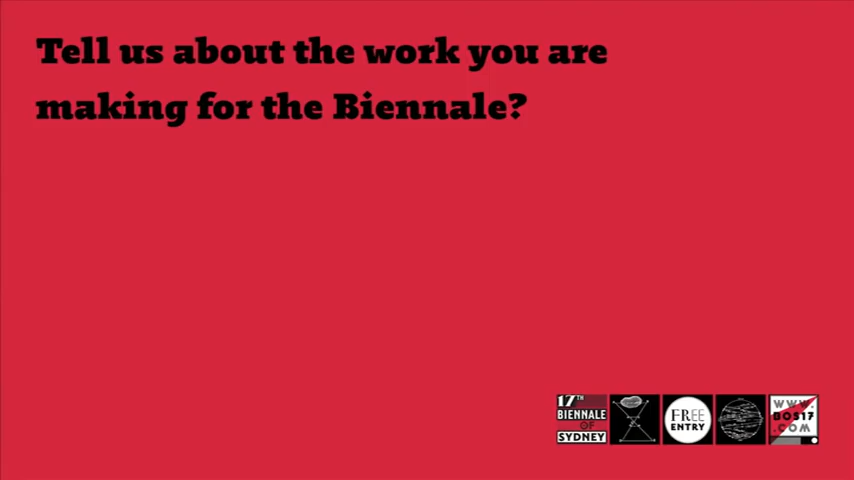 Tell us about the work you are
making for the Biennale?
17TH
BIENNALE
OF
SYDNEY
FREE
ENTRY
WWW.
BOS17
.COM